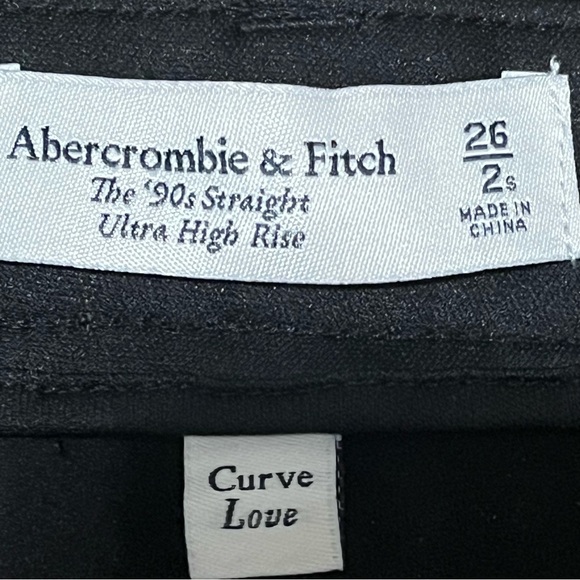 Abercrombie & Fitch
The '90s Straight
Ultra High Rise
26
2s
MADE IN
CHINA
Curve
Love